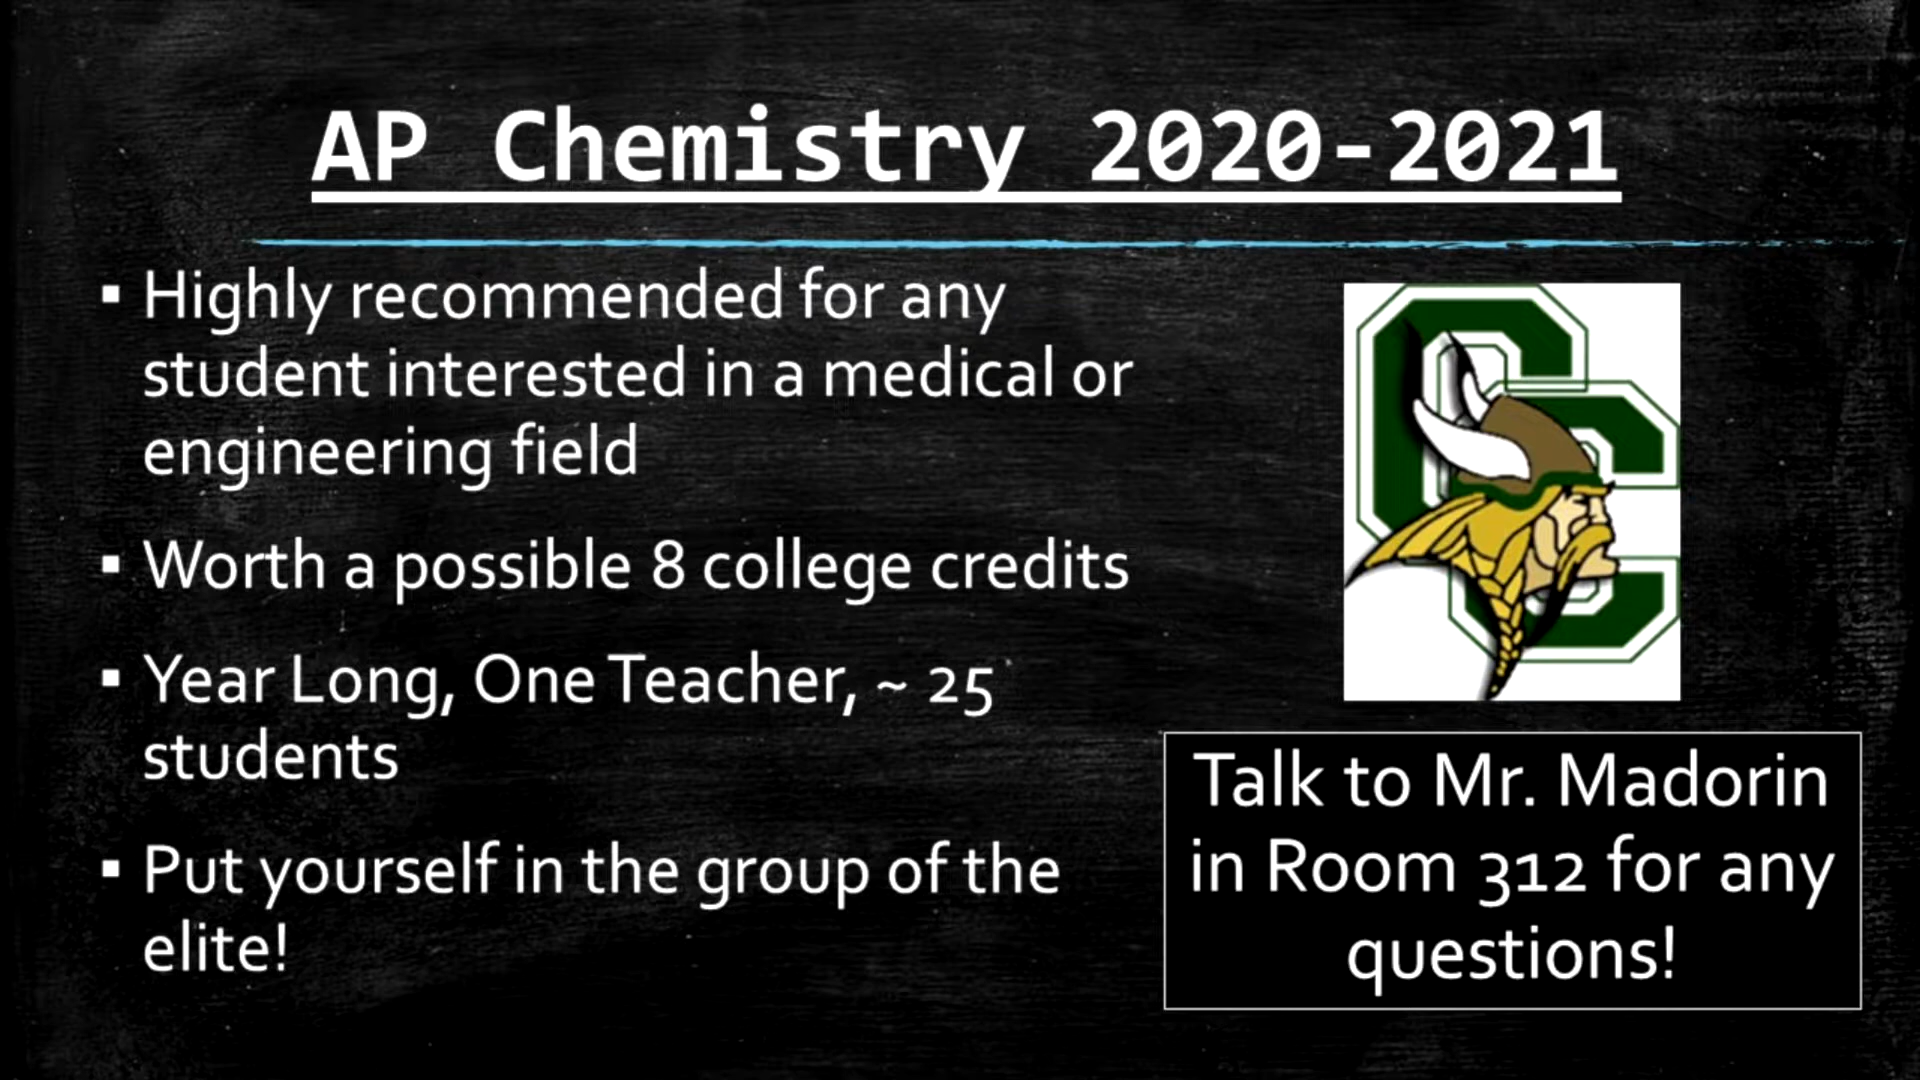 AP Chemistry 2020-2021
▪ Highly recommended for any
student interested in a medical or
engineering field
▪ Worth a possible 8 college credits
▪ Year Long, One Teacher, ~ 25
students
▪ Put yourself in the group of the
elite!
CC
Talk to Mr. Madorin
in Room 312 for any
questions!